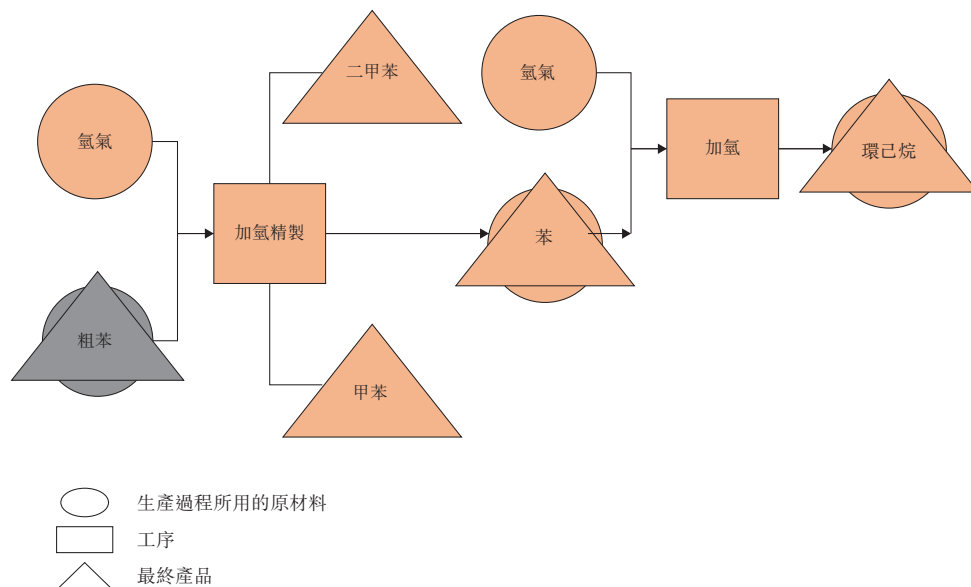 二甲苯
氫氣
氫氣
加氫
環己烷
加氫精製
苯
粗苯
甲苯
生產過程所用的原材料
工序
最終產品